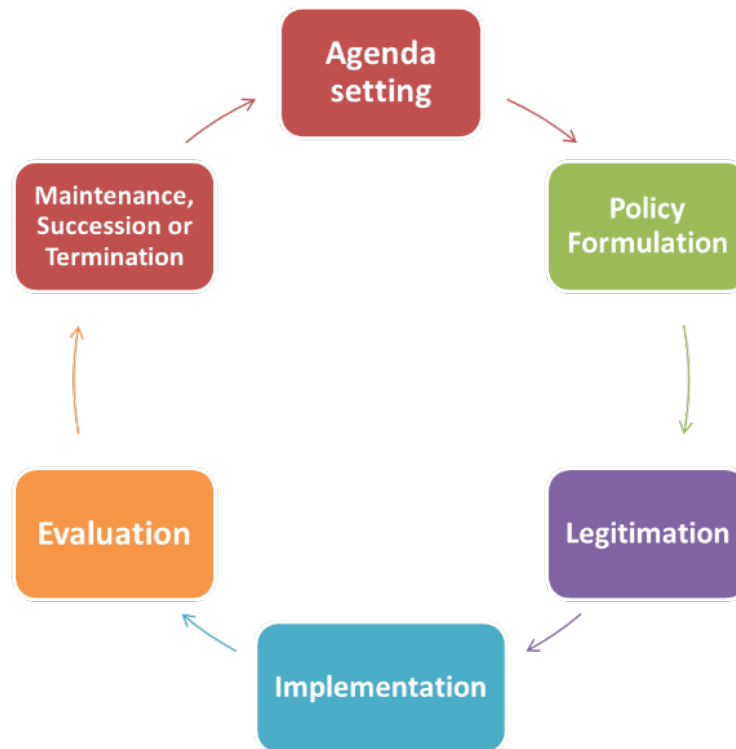 Agenda
setting
Policy
Formulation
Legitimation
Implementation
Evaluation
Maintenance,
Succession or
Termination